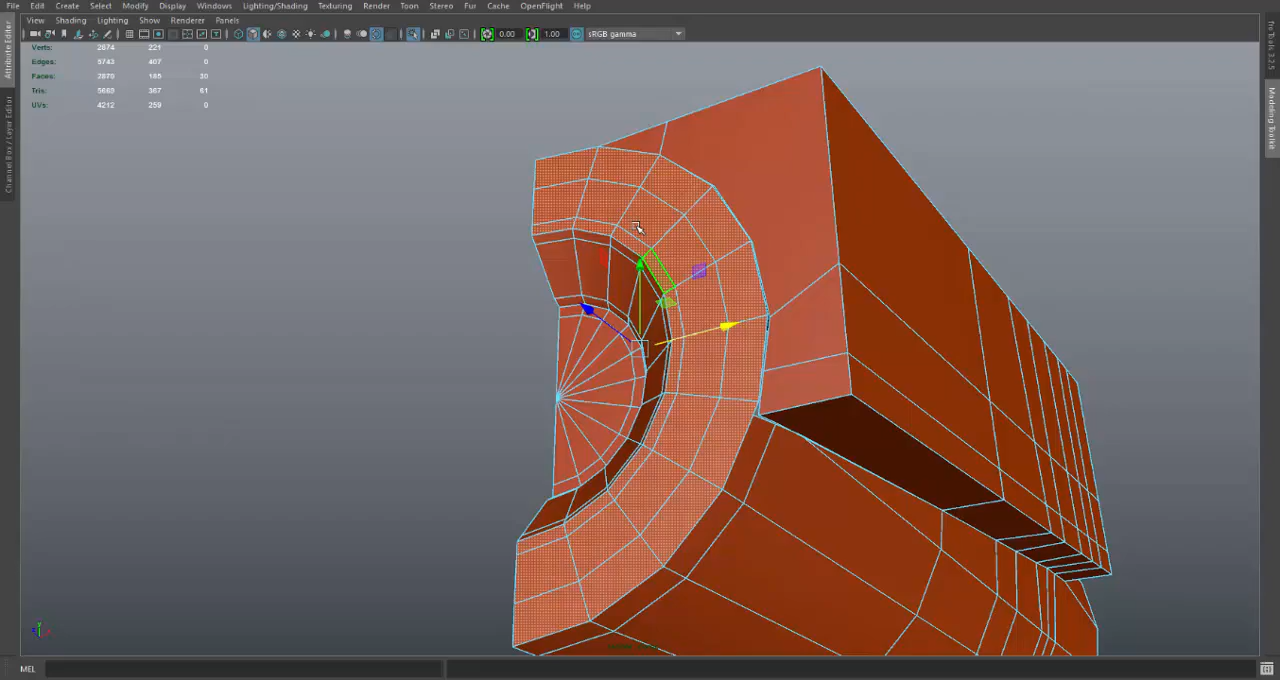 File Edit Create Select Modify Display Windows Lighting/Shading Texturing Render Toon Stereo Fur Cache OpenFlight Help
View Shading Lighting Show Renderer Panels
0.00 1.00 sRGB gamma
Verts: 2874 221 0
Edges: 5743 407 0
Faces: 2870 185 30
Tris: 5665 367 61
UVs: 4212 259 0
Attribute Editor
Channel Box / Layer Editor
Modeling Toolkit
MEL